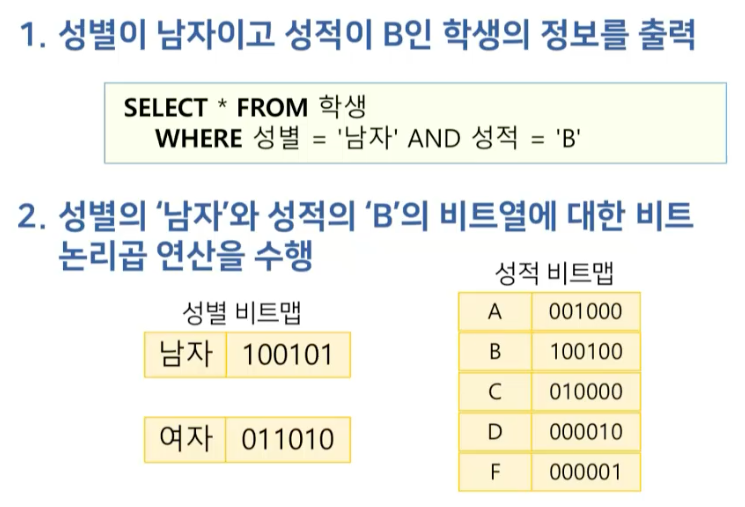 1. 성별이 남자이고 성적이 B인 학생의 정보를 출력
SELECT * FROM 학생
WHERE 성별 = '남자' AND 성적 = 'B'
2. 성별의 ‘남자’와 성적의 ‘B’의 비트열에 대한 비트
논리곱 연산을 수행
성별 비트맵
남자 100101
여자 011010
성적 비트맵
A 001000
B 100100
C 010000
D 000010
F 000001